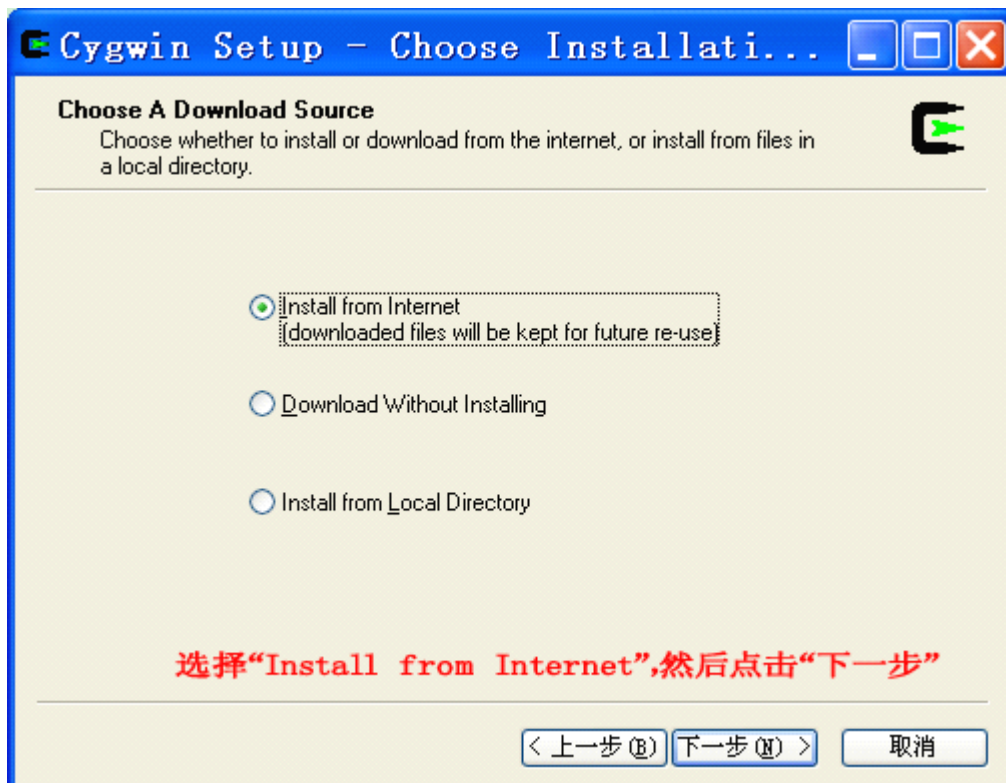 Cygwin Setup - Choose Installati...
Choose A Download Source
Choose whether to install or download from the internet, or install from files in
a local directory.
Install from Internet
(downloaded files will be kept for future re-use)
Download Without Installing
Install from Local Directory
选择“Install from Internet”,然后点击“下一步”
< 上一步(B) 下一步(N) > 取消